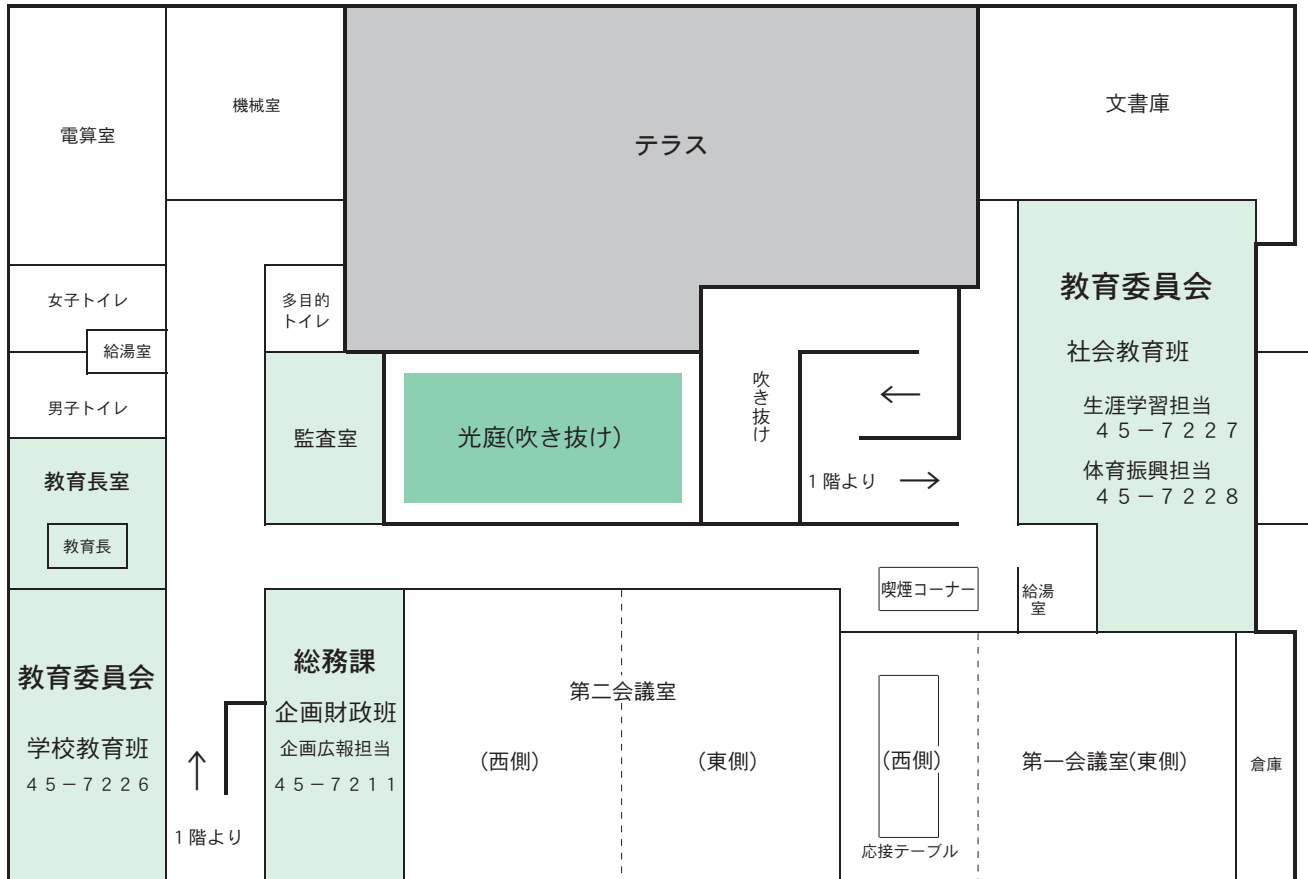 電算室
機械室
テラス
文書庫
女子トイレ
給湯室
男子トイレ
多目的
トイレ
監査室
光庭(吹き抜け)
吹き抜け
←
1階より →
教育委員会
社会教育班
生涯学習担当
45−7227
体育振興担当
45−7228
教育長室
教育長
喫煙コーナー
給湯
室
教育委員会
学校教育班
45−7226
↑
1階より
総務課
企画財政班
企画広報担当
45−7211
第二会議室
(西側)
(東側)
(西側)
応接テーブル
第一会議室(東側)
倉庫